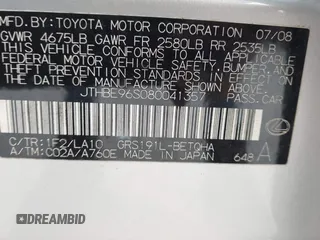 MFD.BY:TOYOTA MOTOR CORPORATION 07/08
GVWR 4675LB GAWR FR 2580LB RR 2535LB
THIS VEHICLE CONFORMS TO ALL APPLICABLE
FEDERAL MOTOR VEHICLE SAFETY, BUMPER, AND
THEFT PREVENTION STANDARDS IN EFFECT ON
THE DATE OF MANUFACTURE SHOWN ABOVE.
JTHBE96S080041357 PASS.CAR
C/TR:1F2/LA10 GRS191L-BETQHA
A/TM:C02A/A760E MADE IN JAPAN 648 A
DREAMBID